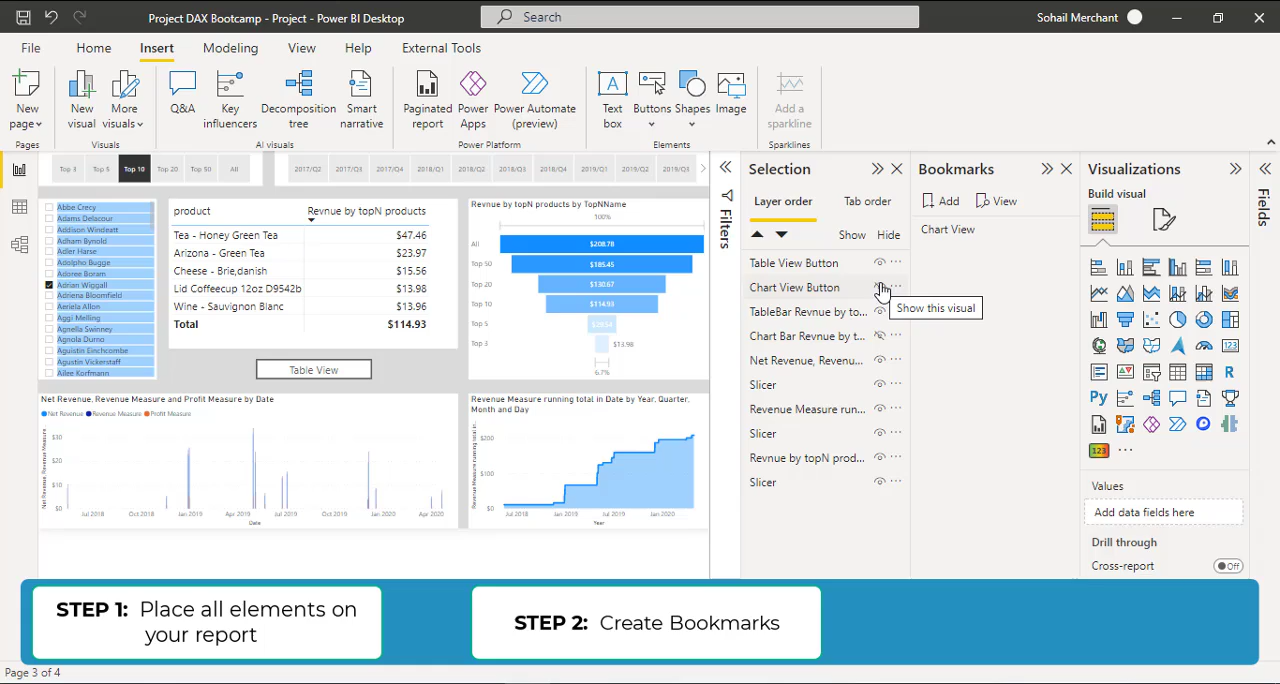 Project DAX Bootcamp - Project - Power BI Desktop
Search
Sohail Merchant
File Home Insert Modeling View Help External Tools
New page
New visual
More visuals
Q&A
Key influencers
Decomposition tree
Smart narrative
Paginated report
Power Apps
Power Automate (preview)
Text box
Buttons
Shapes
Image
Add a sparkline
Pages
Visuals
AI visuals
Power Platform
Elements
Sparklines
Top 3 Top 5 Top 10 Top 20 Top 50 All
2017/Q2 2017/Q3 2017/Q4 2018/Q1 2018/Q2 2018/Q3 2018/Q4 2019/Q1 2019/Q2 2019/Q3
Abbe Crecy
Adams Delacour
Addison Windeatt
Adham Bynold
Adler Harse
Adolpho Bugge
Adoree Boram
Adrian Wiggall
Adriena Bloomfield
Aeriela Allon
Aggi Melling
Agnella Swinney
Agnola Durno
Aguistin Einchcombe
Agustin Vickerstaff
Ailee Korfmann
product Revnue by topN products
Tea - Honey Green Tea $47.46
Arizona - Green Tea $23.97
Cheese - Brie,danish $15.56
Lid Coffeecup 12oz D9542b $13.98
Wine - Sauvignon Blanc $13.96
Total $114.93
Table View
Revnue by topN products by TopNName
100%
All $208.78
Top 50 $185.45
Top 20 $130.67
Top 10 $114.93
Top 5
Top 3 $13.98
6.7%
Net Revenue, Revenue Measure and Profit Measure by Date
Net Revenue Revenue Measure Profit Measure
Net Revenue, Revenue Measure and Pr...
$30
$20
$10
$0
Jul 2018 Oct 2018 Jan 2019 Apr 2019 Jul 2019 Oct 2019 Jan 2020 Apr 2020
Date
Revenue Measure running total in Date by Year, Quarter,
Month and Day
Revenue Measure running total in...
$200
$100
$0
Jul 2018 Jan 2019 Jul 2019 Jan 2020
Year
Filters
Selection
Layer order Tab order
Show Hide
Table View Button
Chart View Button
Show this visual
TableBar Revnue by to...
Chart Bar Revnue by t...
Net Revenue, Revenu...
Slicer
Revenue Measure run...
Slicer
Revnue by topN prod...
Slicer
Bookmarks
Add View
Chart View
Visualizations
Build visual
Values
Add data fields here
Drill through
Cross-report Off
Fields
STEP 1: Place all elements on
your report
STEP 2: Create Bookmarks
Page 3 of 4